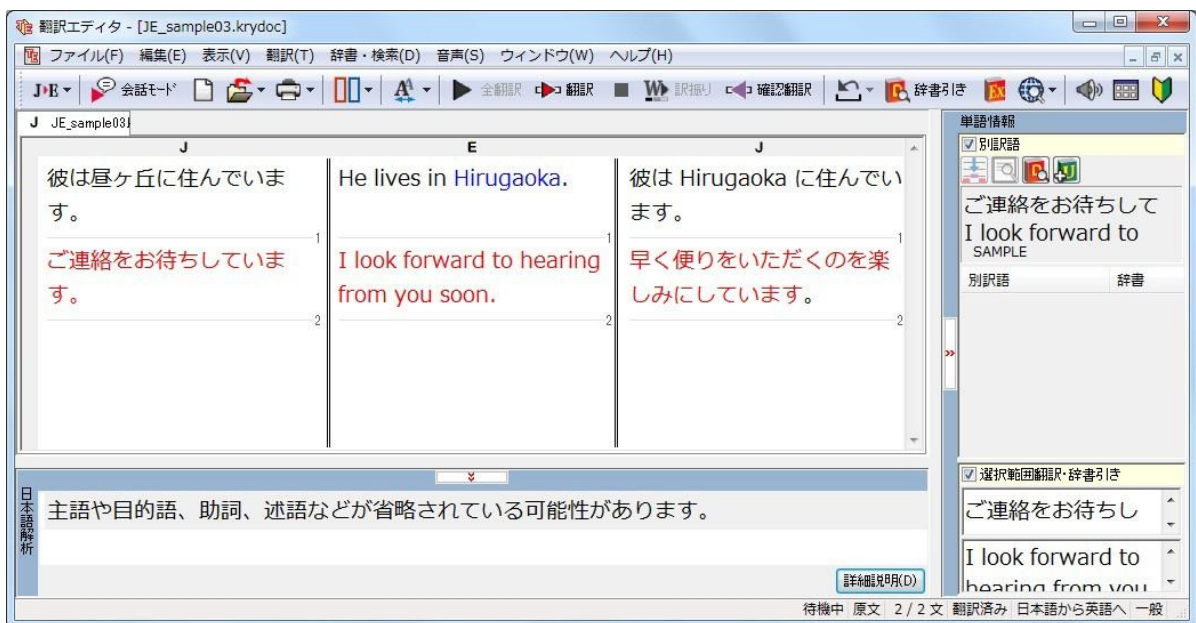 翻訳エディタ - [JE_sample03.krydoc]
ファイル(F) 編集(E) 表示(V) 翻訳(T) 辞書・検索(D) 音声(S) ウィンドウ(W) ヘルプ(H)
J▸E 会話モード 全翻訳 翻訳 訳振り 確認翻訳 辞書引き
J JE_sample03
J E J
彼は昼ヶ丘に住んでいま
す。
1
He lives in Hirugaoka.
1
彼は Hirugaoka に住んでい
ます。
1
ご連絡をお待ちしていま
す。
2
I look forward to hearing
from you soon.
2
早く便りをいただくのを楽
しみにしています。
2
日本語解析
主語や目的語、助詞、述語などが省略されている可能性があります。
詳細説明(D)
単語情報
別訳語
ご連絡をお待ちして
I look forward to
SAMPLE
別訳語 辞書
選択範囲翻訳・辞書引き
ご連絡をお待ちし
I look forward to
hearing from you
待機中 原文 2 / 2 文 翻訳済み 日本語から英語へ 一般